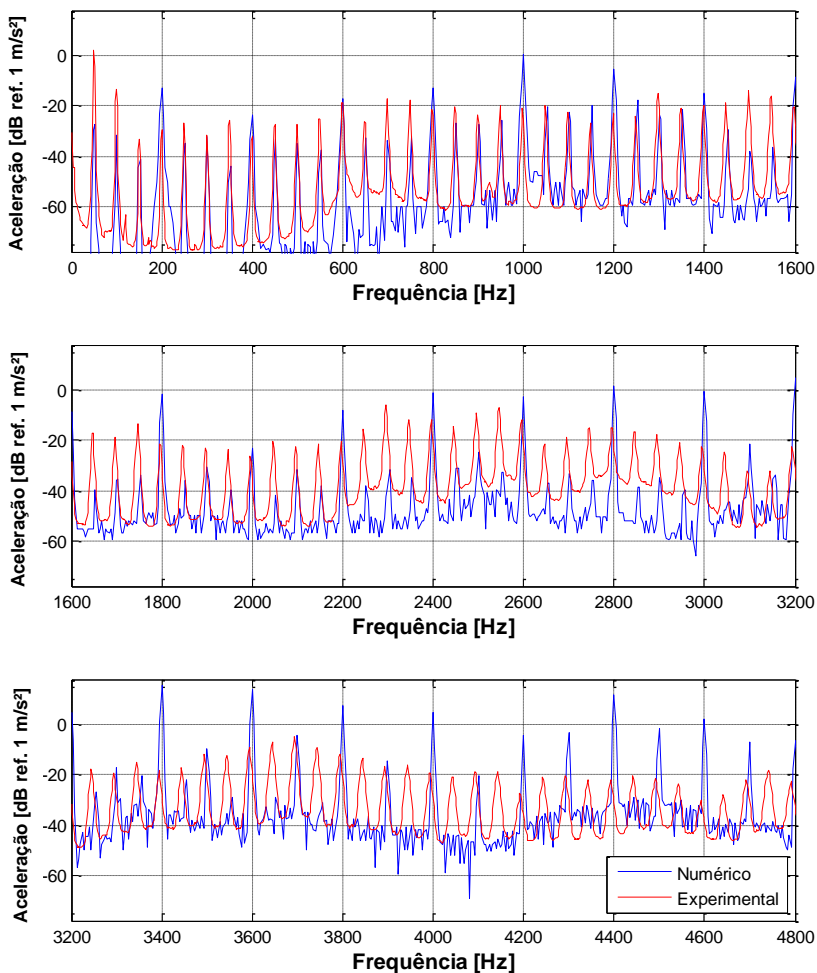 Aceleração [dB ref. 1 m/s²]
0
-20
-40
-60
0 200 400 600 800 1000 1200 1400 1600
Frequência [Hz]
Aceleração [dB ref. 1 m/s²]
0
-20
-40
-60
1600 1800 2000 2200 2400 2600 2800 3000 3200
Frequência [Hz]
Aceleração [dB ref. 1 m/s²]
0
-20
-40
-60
Numérico
Experimental
3200 3400 3600 3800 4000 4200 4400 4600 4800
Frequência [Hz]